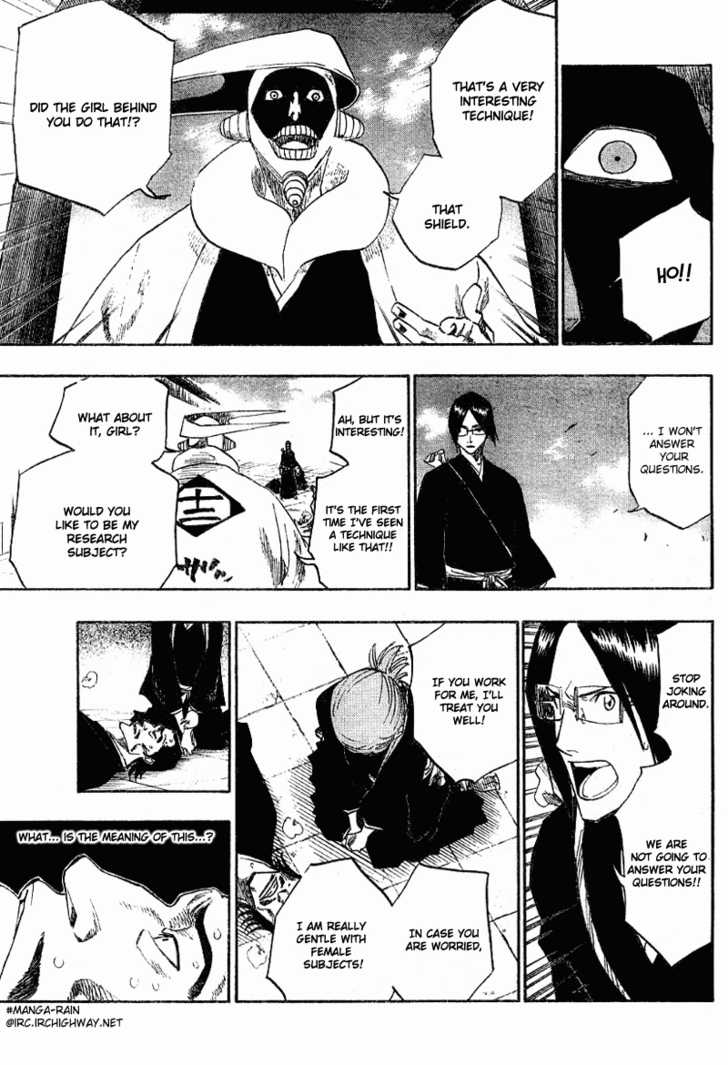 HO!!
THAT'S A VERY
INTERESTING
TECHNIQUE!
THAT
SHIELD.
DID THE GIRL BEHIND
YOU DO THAT!?
... I WON'T
ANSWER
YOUR
QUESTIONS.
AH, BUT IT'S
INTERESTING!
IT'S THE FIRST
TIME I'VE SEEN
A TECHNIQUE
LIKE THAT!!
WHAT ABOUT
IT, GIRL?
WOULD YOU
LIKE TO BE MY
RESEARCH
SUBJECT?
STOP
JOKING
AROUND.
WE ARE
NOT GOING TO
ANSWER YOUR
QUESTIONS!!
IF YOU WORK
FOR ME, I'LL
TREAT YOU
WELL!
IN CASE YOU
ARE WORRIED,
I AM REALLY
GENTLE WITH
FEMALE
SUBJECTS!
WHAT... IS THE MEANING OF THIS...?
#MANGA-RAIN
@IRC.IRCHIGHWAY.NET